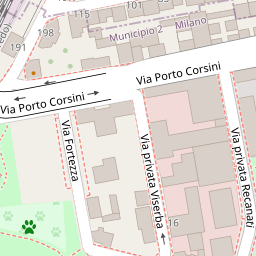 115
198
191
Municipio 2
Milano
Via Porto Corsini
Via Porto Corsini
Via Fortezza
Via privata Viserba
Via privata Recanati
16